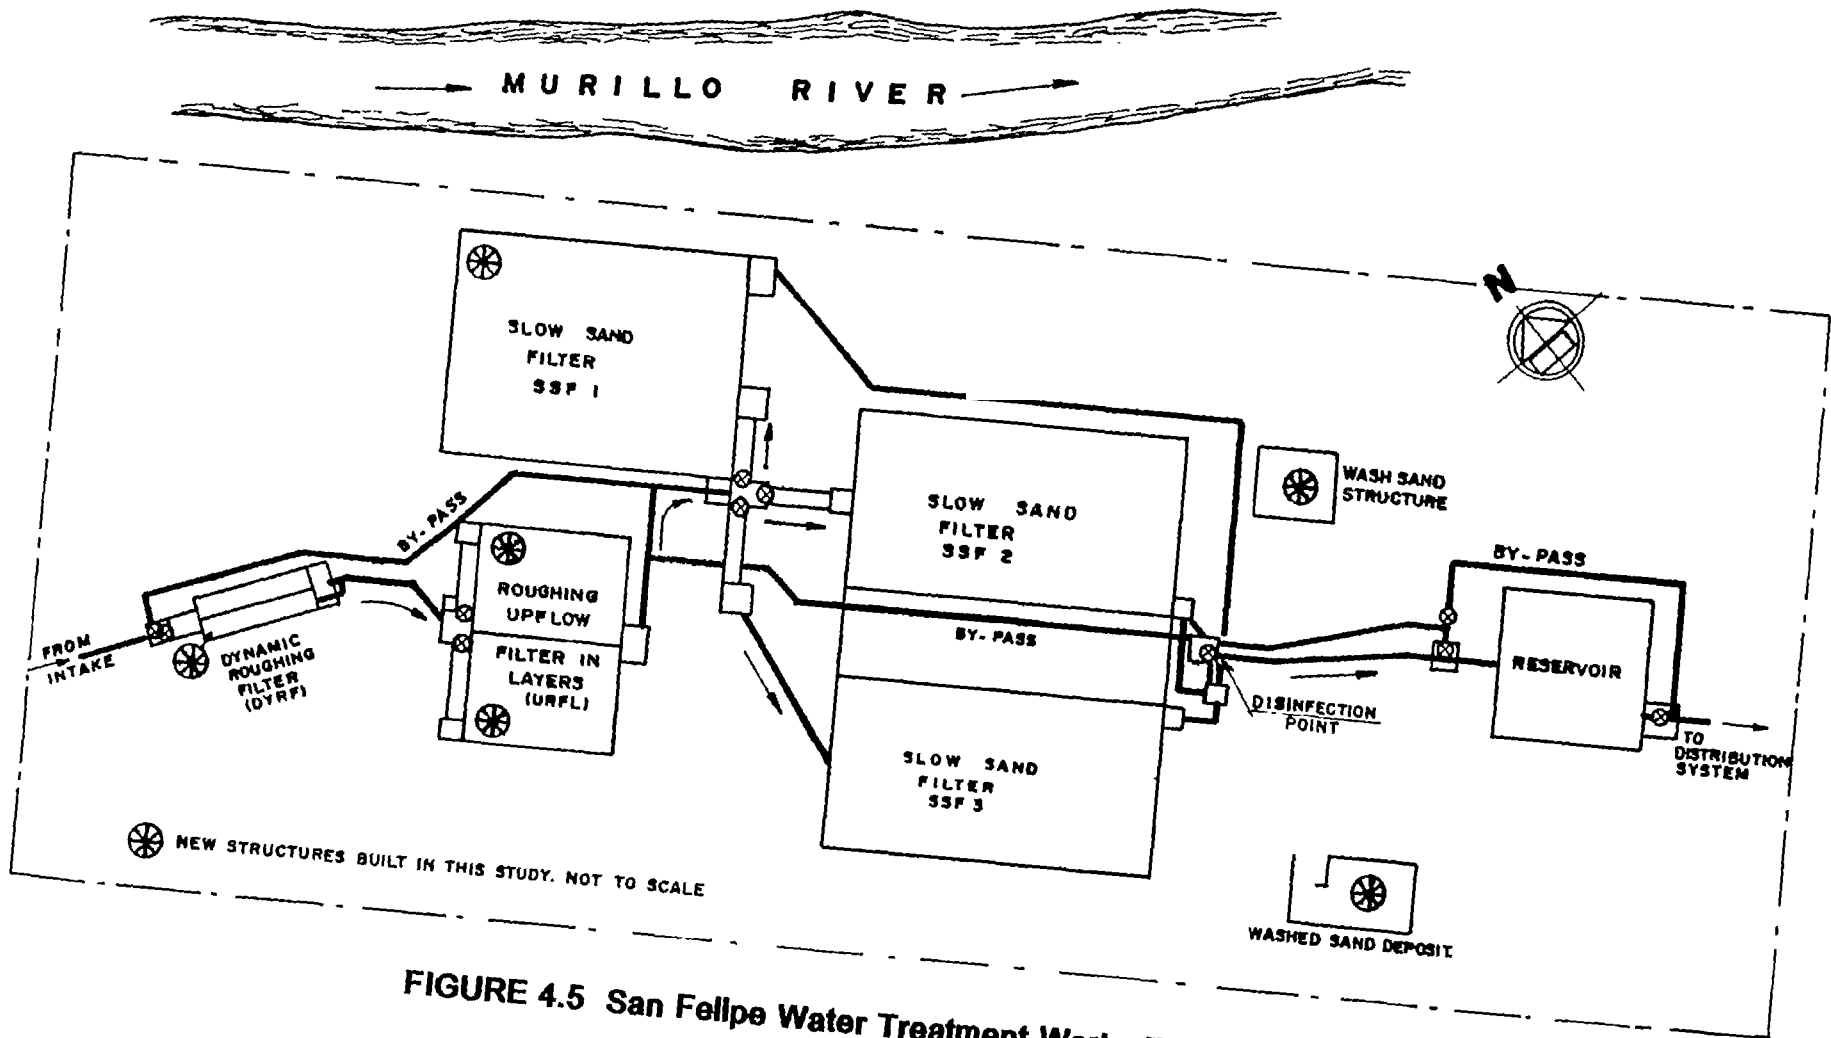 MURILLO RIVER
N
SLOW SAND
FILTER
SSF 1
BY-PASS
SLOW SAND
FILTER
SSF 2
WASH SAND
STRUCTURE
BY-PASS
ROUGHING
UPFLOW
FILTER IN
LAYERS
(URFL)
FROM
INTAKE
DYNAMIC
ROUGHING
FILTER
(DYRF)
BY-PASS
RESERVOIR
DISINFECTION
POINT
TO
DISTRIBUTION
SYSTEM
SLOW SAND
FILTER
SSF 3
NEW STRUCTURES BUILT IN THIS STUDY. NOT TO SCALE
WASHED SAND DEPOSIT.
FIGURE 4.5 San Felipe Water Treatment